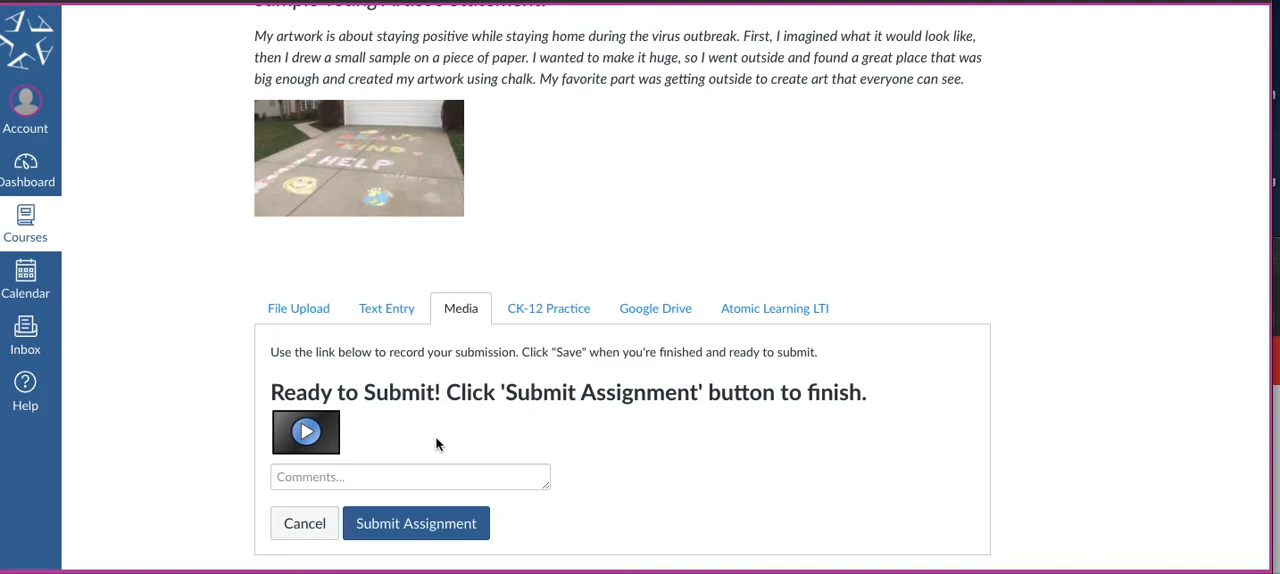 Sample Young Artist's Statement:
My artwork is about staying positive while staying home during the virus outbreak. First, I imagined what it would look like,
then I drew a small sample on a piece of paper. I wanted to make it huge, so I went outside and found a great place that was
big enough and created my artwork using chalk. My favorite part was getting outside to create art that everyone can see.
BRAVE
KIND
HELP
others
Account
Dashboard
Courses
Calendar
Inbox
Help
File Upload Text Entry Media CK-12 Practice Google Drive Atomic Learning LTI
Use the link below to record your submission. Click "Save" when you're finished and ready to submit.
Ready to Submit! Click 'Submit Assignment' button to finish.
Comments...
Cancel Submit Assignment